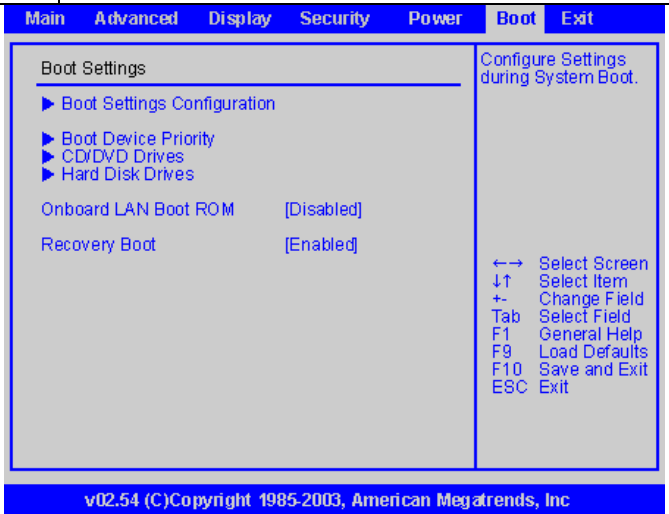 Main Advanced Display Security Power Boot Exit
Boot Settings
▶ Boot Settings Configuration
▶ Boot Device Priority
▶ CD/DVD Drives
▶ Hard Disk Drives
Onboard LAN Boot ROM [Disabled]
Recovery Boot [Enabled]
Configure Settings
during System Boot.
←→ Select Screen
↓↑ Select Item
+- Change Field
Tab Select Field
F1 General Help
F9 Load Defaults
F10 Save and Exit
ESC Exit
v02.54 (C)Copyright 1985-2003, American Megatrends, Inc